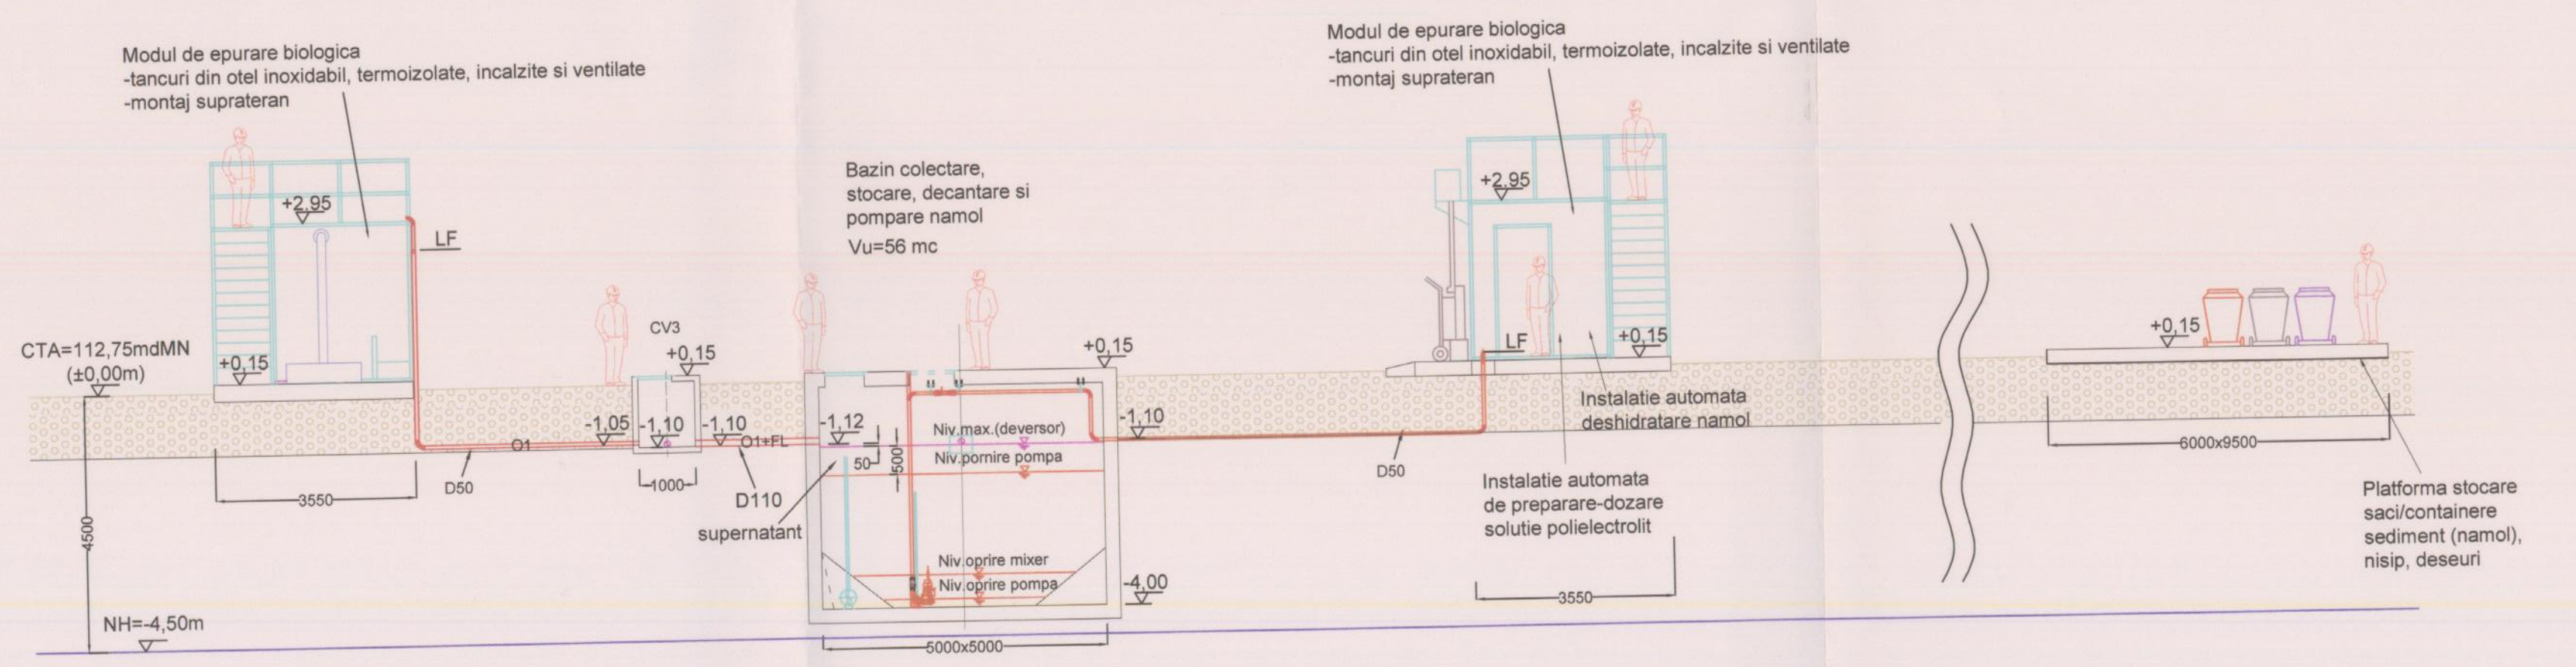 Modul de epurare biologica
-tancuri din otel inoxidabil, termoizolate, incalzite si ventilate
-montaj suprateran
+2,95
LF
CTA=112,75mdMN
(±0,00m)
+0,15
4500
NH=-4,50m
3550
D50
O1
-1,05
CV3
+0,15
-1,10
-1,10
1000
O1+FL
D110
supernatant
Bazin colectare,
stocare, decantare si
pompare namol
Vu=56 mc
+0,15
-1,12
50
500
Niv.max.(deversor)
Niv.pornire pompa
Niv.oprire mixer
Niv.oprire pompa
-1,10
-4,00
5000x5000
Modul de epurare biologica
-tancuri din otel inoxidabil, termoizolate, incalzite si ventilate
-montaj suprateran
+2,95
LF
+0,15
D50
Instalatie automata
deshidratare namol
Instalatie automata
de preparare-dozare
solutie polielectrolit
3550
+0,15
6000x9500
Platforma stocare
saci/containere
sediment (namol),
nisip, deseuri